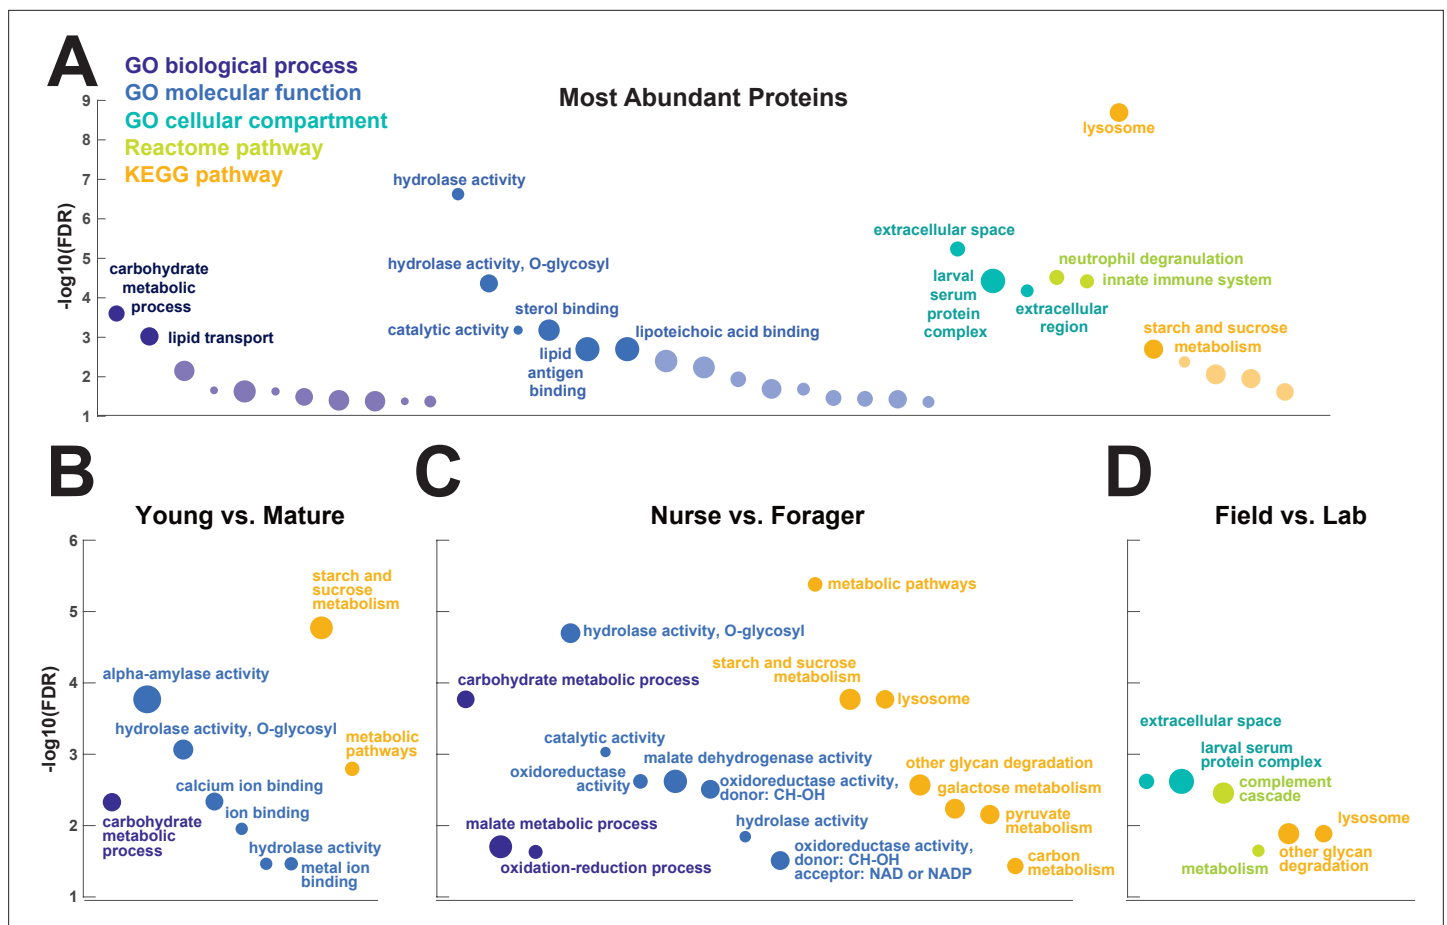 A
GO biological process
GO molecular function
GO cellular compartment
Reactome pathway
KEGG pathway
Most Abundant Proteins
-log10(FDR)
9
8
7
6
5
4
3
2
1
carbohydrate
metabolic
process
lipid transport
hydrolase activity
hydrolase activity, O-glycosyl
catalytic activity
sterol binding
lipid
antigen
binding
lipoteichoic acid binding
extracellular space
larval
serum
protein
complex
extracellular
region
neutrophil degranulation
innate immune system
lysosome
starch and sucrose
metabolism
B
Young vs. Mature
-log10(FDR)
6
5
4
3
2
1
starch and
sucrose
metabolism
alpha-amylase activity
hydrolase activity, O-glycosyl
metabolic
pathways
calcium ion binding
ion binding
carbohydrate
metabolic
process
hydrolase activity
metal ion
binding
C
Nurse vs. Forager
metabolic pathways
hydrolase activity, O-glycosyl
starch and sucrose
metabolism
carbohydrate metabolic process
lysosome
catalytic activity
malate dehydrogenase activity
oxidoreductase
activity
oxidoreductase activity,
donor: CH-OH
other glycan degradation
galactose metabolism
pyruvate
metabolism
hydrolase activity
malate metabolic process
oxidation-reduction process
oxidoreductase activity,
donor: CH-OH
acceptor: NAD or NADP
carbon
metabolism
D
Field vs. Lab
extracellular space
larval serum
protein complex
complement
cascade
lysosome
other glycan
degradation
metabolism